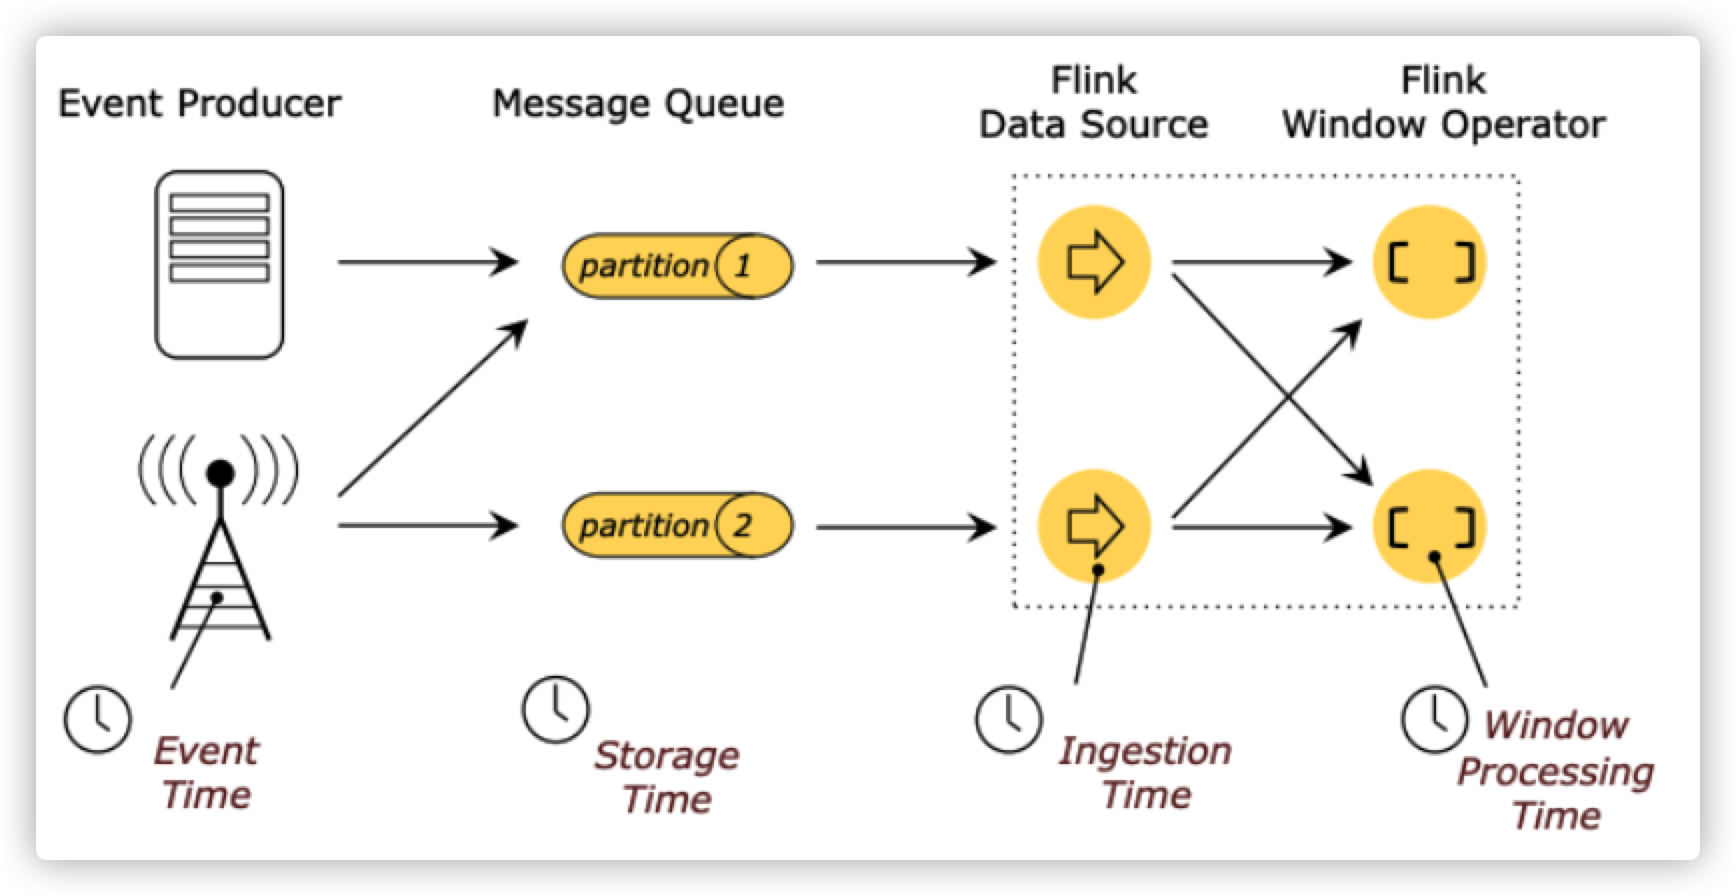 Event Producer
Message Queue
Flink
Data Source
Flink
Window Operator
partition 1
partition 2
Event
Time
Storage
Time
Ingestion
Time
Window
Processing
Time